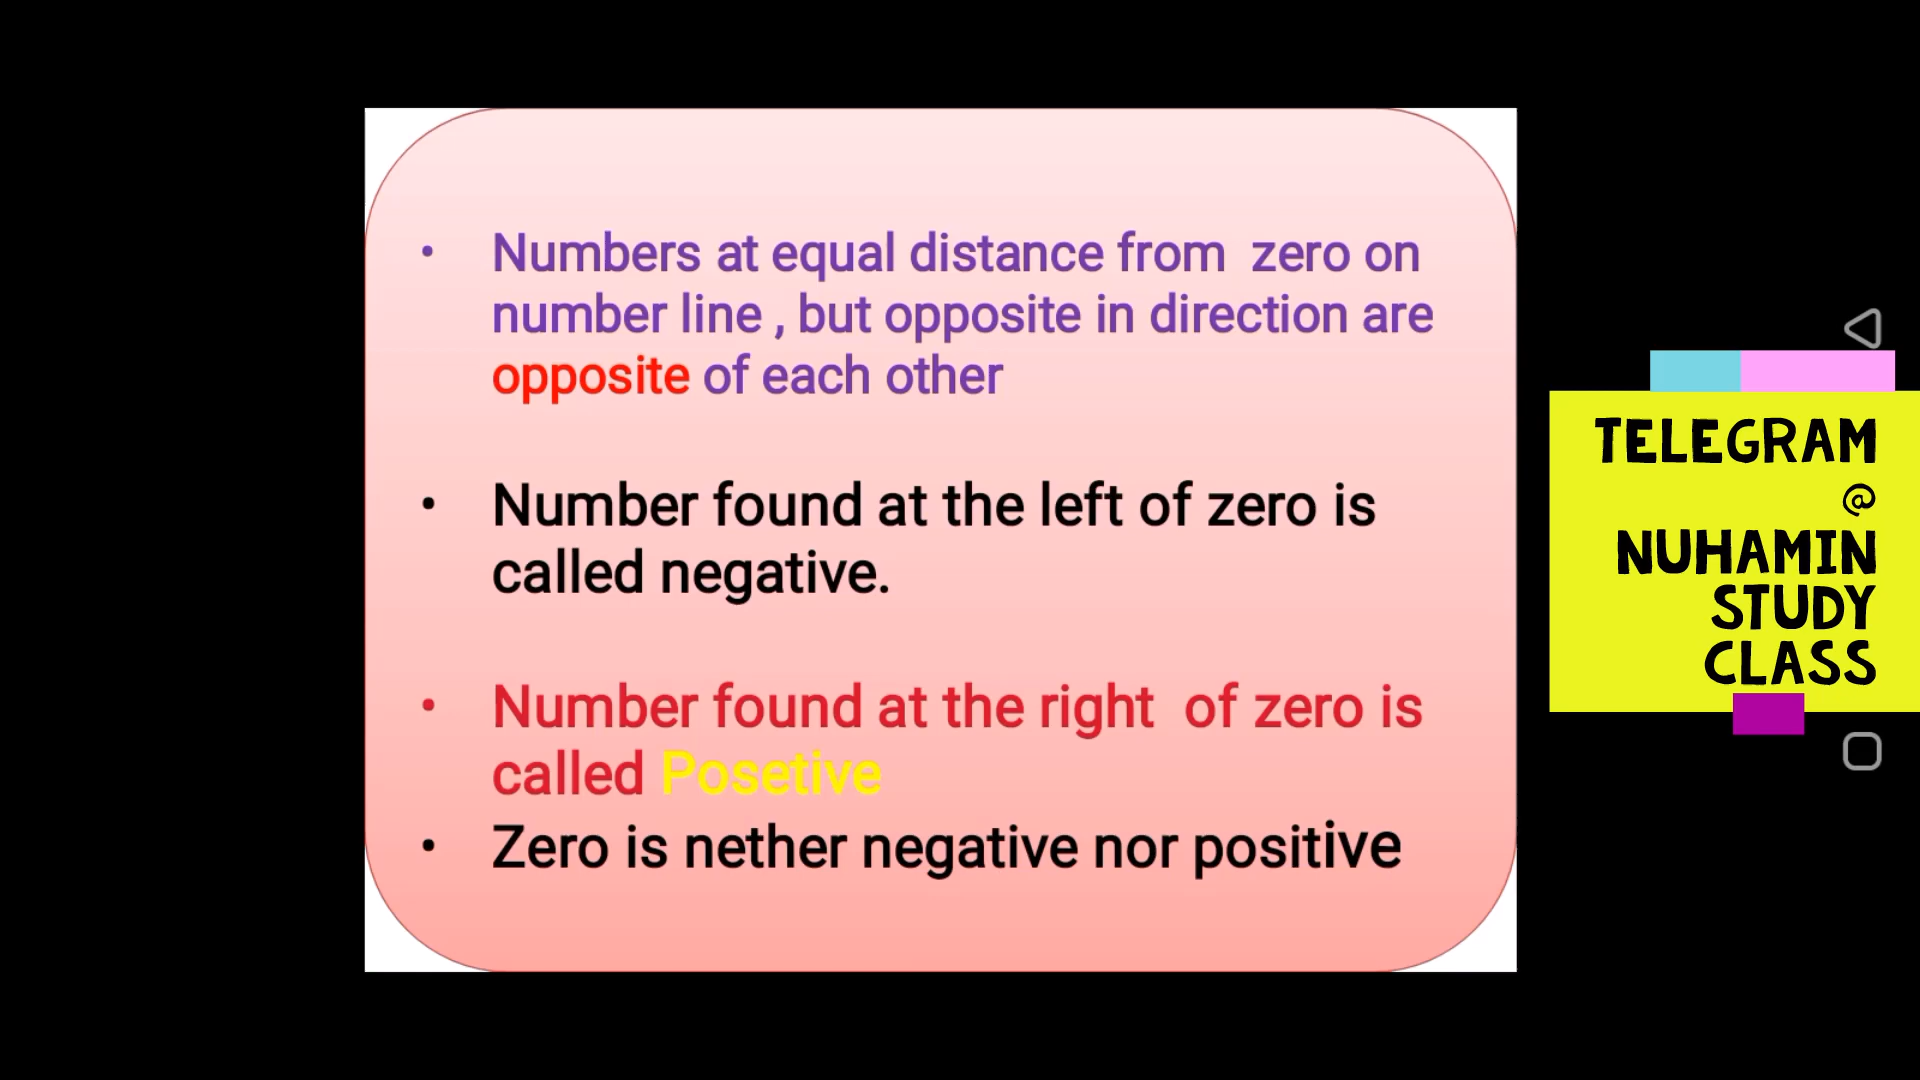 • Numbers at equal distance from zero on
number line , but opposite in direction are
opposite of each other
• Number found at the left of zero is
called negative.
• Number found at the right of zero is
called Posetive
• Zero is nether negative nor positive
TELEGRAM
@
NUHAMIN
STUDY
CLASS